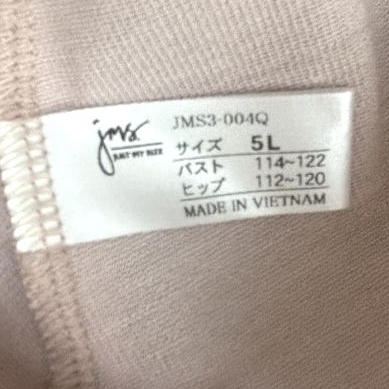 jms.
JUST MY SIZE
JMS3-004Q
サイズ 5L
バスト 114~122
ヒップ 112~120
MADE IN VIETNAM